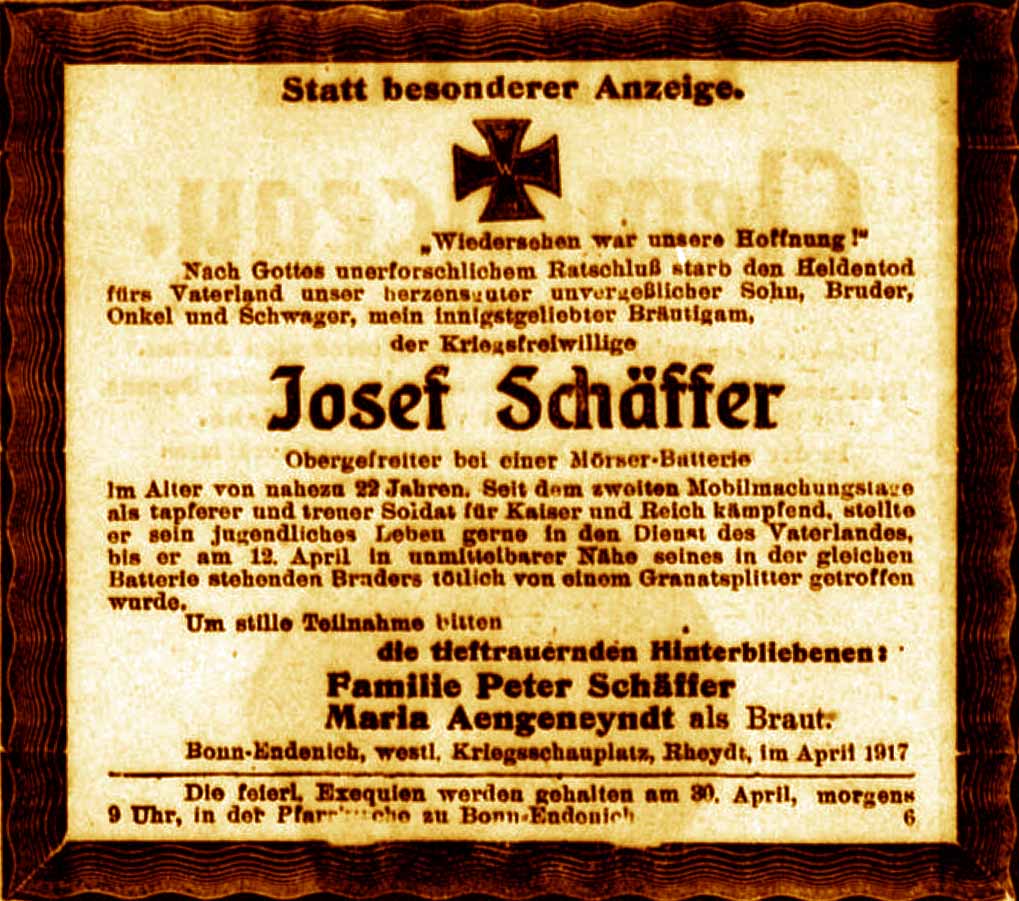 Statt besonderer Anzeige.
W
„Wiedersehen war unsere Hoffnung!"
Nach Gottes unerforschlichem Ratschluß starb den Heldentod
fürs Vaterland unser herzensguter unvergeßlicher Sohn, Bruder,
Onkel und Schwager, mein innigstgeliebter Bräutigam,
der Kriegsfreiwillige
Josef Schäffer
Obergefreiter bei einer Mörser-Batterie
im Alter von nahezu 22 Jahren. Seit dem zweiten Mobilmachungstage
als tapferer und treuer Soldat für Kaiser und Reich kämpfend, stellte
er sein jugendliches Leben gerne in den Dienst des Vaterlandes,
bis er am 12. April in unmittelbarer Nähe seines in der gleichen
Batterie stehenden Bruders tötlich von einem Granatsplitter getroffen
wurde.
Um stille Teilnahme bitten
die tieftrauernden Hinterbliebenen:
Familie Peter Schäffer
Maria Aengeneyndt als Braut.
Bonn-Endenich, westl. Kriegsschauplatz, Rheydt, im April 1917
Die feierl. Exequien werden gehalten am 30. April, morgens
9 Uhr, in der Pfarrkirche zu Bonn-Endenich 6